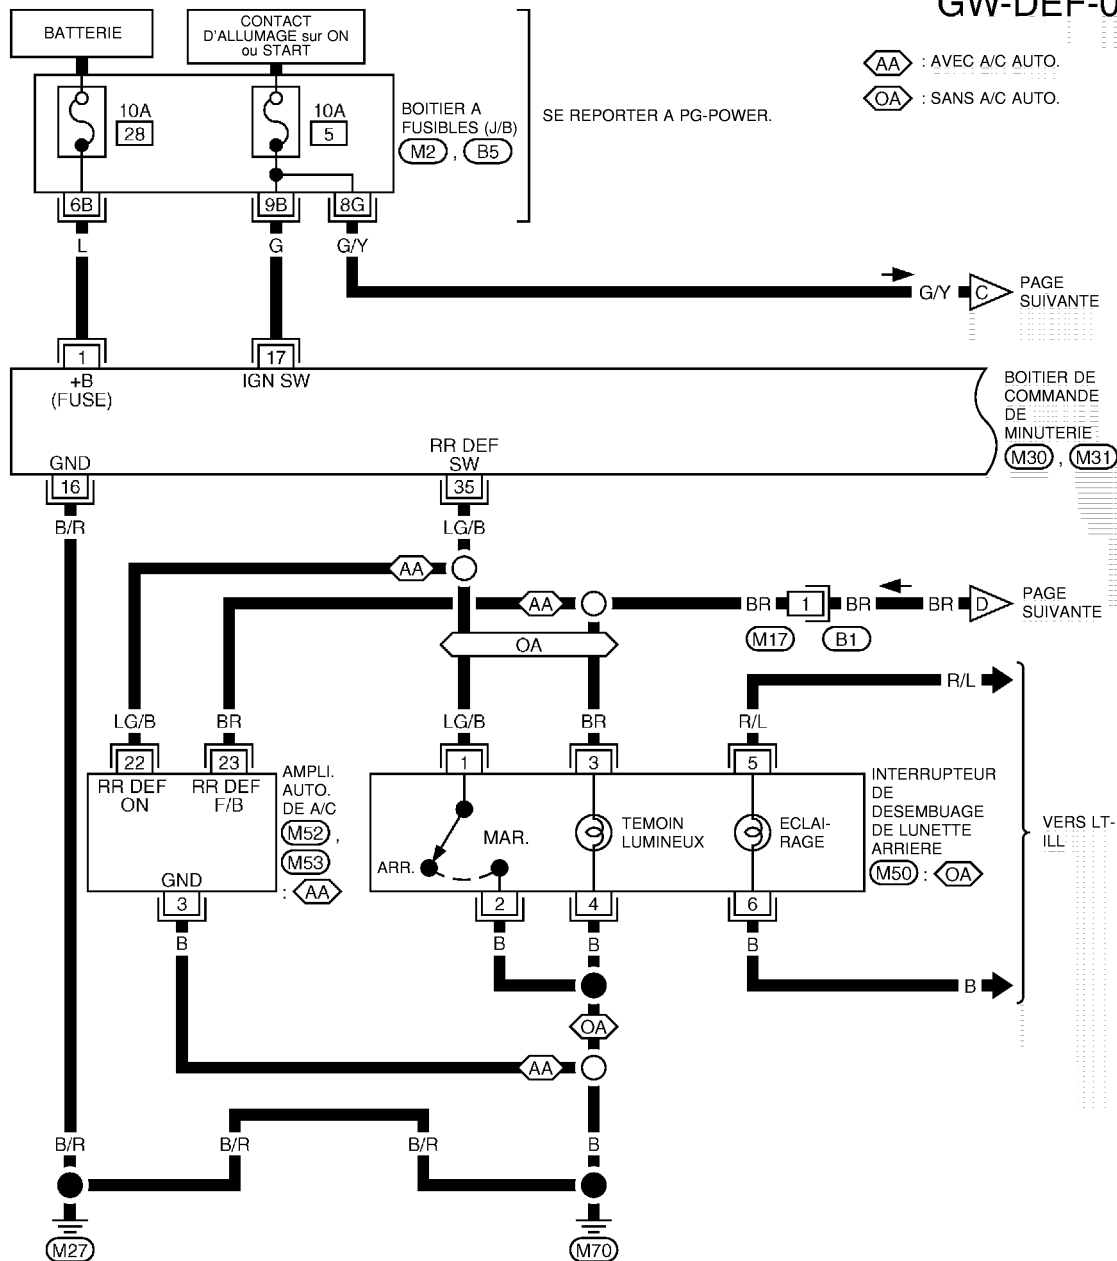 GW-DEF-0
BATTERIE
CONTACT
D'ALLUMAGE sur ON
ou START
AA : AVEC A/C AUTO.
OA : SANS A/C AUTO.
10A
28
10A
5
BOITIER A
FUSIBLES (J/B)
M2 , B5
SE REPORTER A PG-POWER.
6B
9B
8G
L
G
G/Y
G/Y
C
PAGE
SUIVANTE
1
17
+B
(FUSE)
IGN SW
BOITIER DE
COMMANDE
DE
MINUTERIE
M30 , M31
GND
RR DEF
SW
16
35
B/R
LG/B
AA
AA
BR
1
BR
BR
D
PAGE
SUIVANTE
M17
B1
OA
R/L
LG/B
BR
LG/B
BR
R/L
22
23
1
3
5
RR DEF
ON
RR DEF
F/B
GND
AMPLI.
AUTO.
DE A/C
M52 ,
M53
: AA
ARR.
MAR.
TEMOIN
LUMINEUX
ECLAI-
RAGE
INTERRUPTEUR
DE
DESEMBUAGE
DE LUNETTE
ARRIERE
M50 : OA
VERS LT-
ILL
3
2
4
6
B
B
B
B
B
OA
AA
B/R
B/R
B/R
B
M27
M70